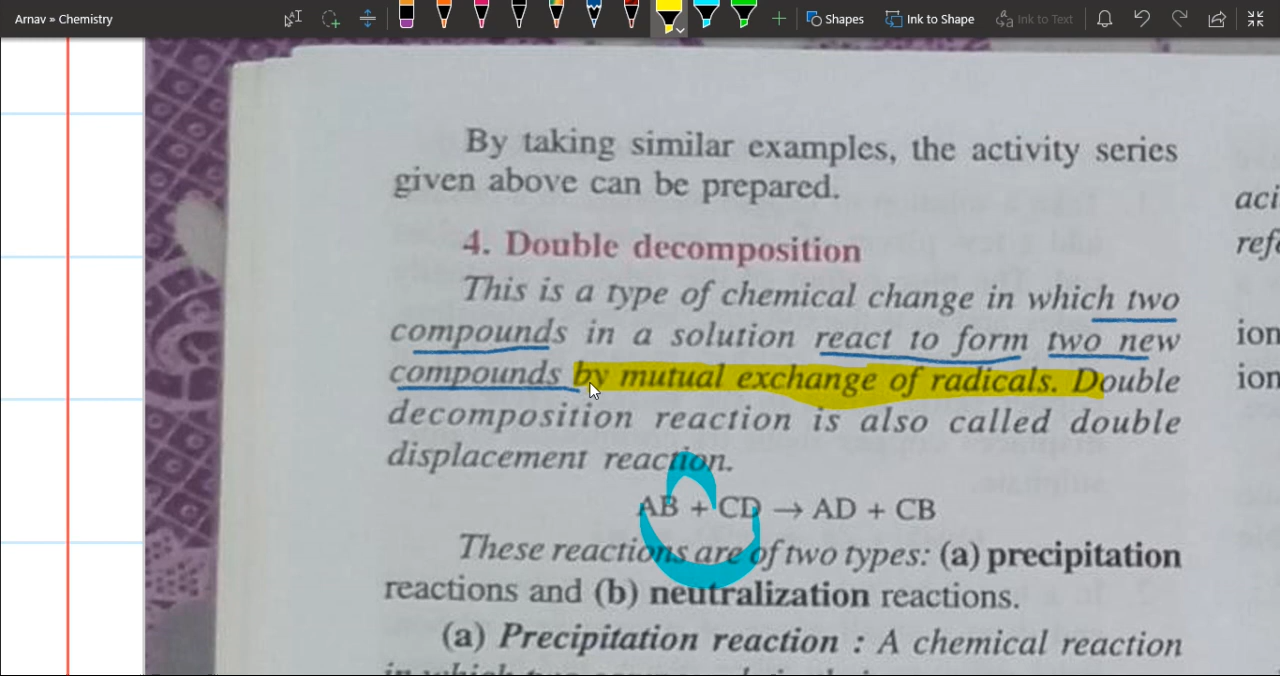 Arnav » Chemistry
Shapes
Ink to Shape
Ink to Text
By taking similar examples, the activity series
given above can be prepared.
4. Double decomposition
This is a type of chemical change in which two
compounds in a solution react to form two new
compounds by mutual exchange of radicals. Double
decomposition reaction is also called double
displacement reaction.
AB + CD → AD + CB
These reactions are of two types: (a) precipitation
reactions and (b) neutralization reactions.
(a) Precipitation reaction : A chemical reaction
aci
ref
ion
ion